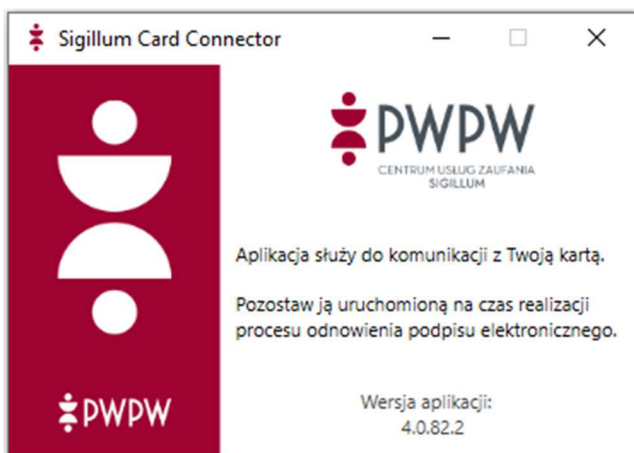 Sigillum Card Connector
PWPW
CENTRUM USŁUG ZAUFANIA
SIGILLUM
Aplikacja służy do komunikacji z Twoją kartą.
Pozostaw ją uruchomioną na czas realizacji
procesu odnowienia podpisu elektronicznego.
Wersja aplikacji:
4.0.82.2
PWPW